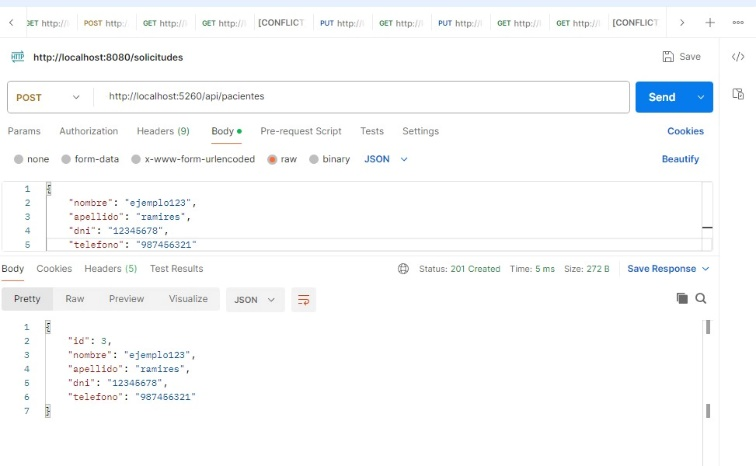 GET http://
POST http:
GET http://
GET http://
[CONFLICT
PUT http://
GET http://
PUT http://
GET http://
GET http://
[CONFLICT
HTTP http://localhost:8080/solicitudes
Save
POST http://localhost:5260/api/pacientes Send
Params Authorization Headers (9) Body Pre-request Script Tests Settings Cookies
none form-data x-www-form-urlencoded raw binary JSON Beautify
1 {
2 "nombre": "ejemplo123",
3 "apellido": "ramires",
4 "dni": "12345678",
5 "telefono": "987456321"
Body Cookies Headers (5) Test Results Status: 201 Created Time: 5 ms Size: 272 B Save Response
Pretty Raw Preview Visualize JSON
1 {
2 "id": 3,
3 "nombre": "ejemplo123",
4 "apellido": "ramires",
5 "dni": "12345678",
6 "telefono": "987456321"
7 }